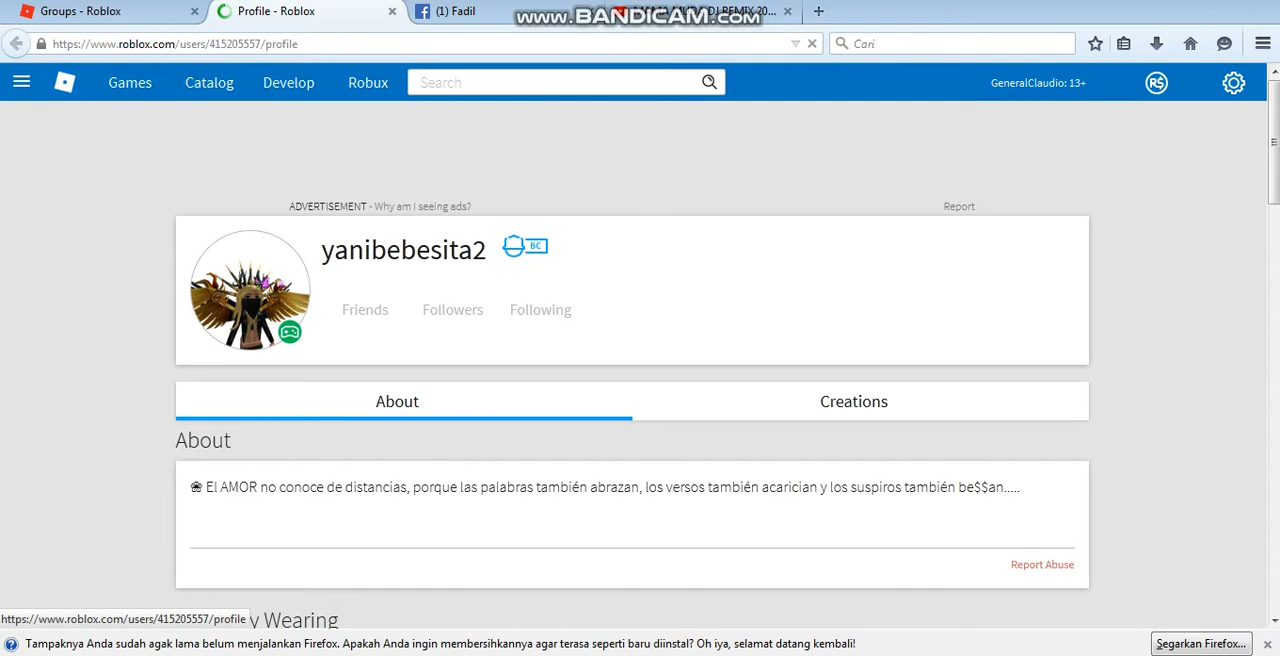 Groups - Roblox
Profile - Roblox
(1) Fadil
DJ REMIX 20...
www.BANDICAM.com
https://www.roblox.com/users/415205557/profile
Cari
Games
Catalog
Develop
Robux
Search
GeneralClaudio: 13+
R$
ADVERTISEMENT - Why am I seeing ads?
Report
yanibebesita2
BC
Friends
Followers
Following
About
Creations
About
❀ El AMOR no conoce de distancias, porque las palabras también abrazan, los versos también acarician y los suspiros también be$$an.....
Report Abuse
https://www.roblox.com/users/415205557/profile
y Wearing
Tampaknya Anda sudah agak lama belum menjalankan Firefox. Apakah Anda ingin membersihkannya agar terasa seperti baru diinstal? Oh iya, selamat datang kembali!
Segarkan Firefox...